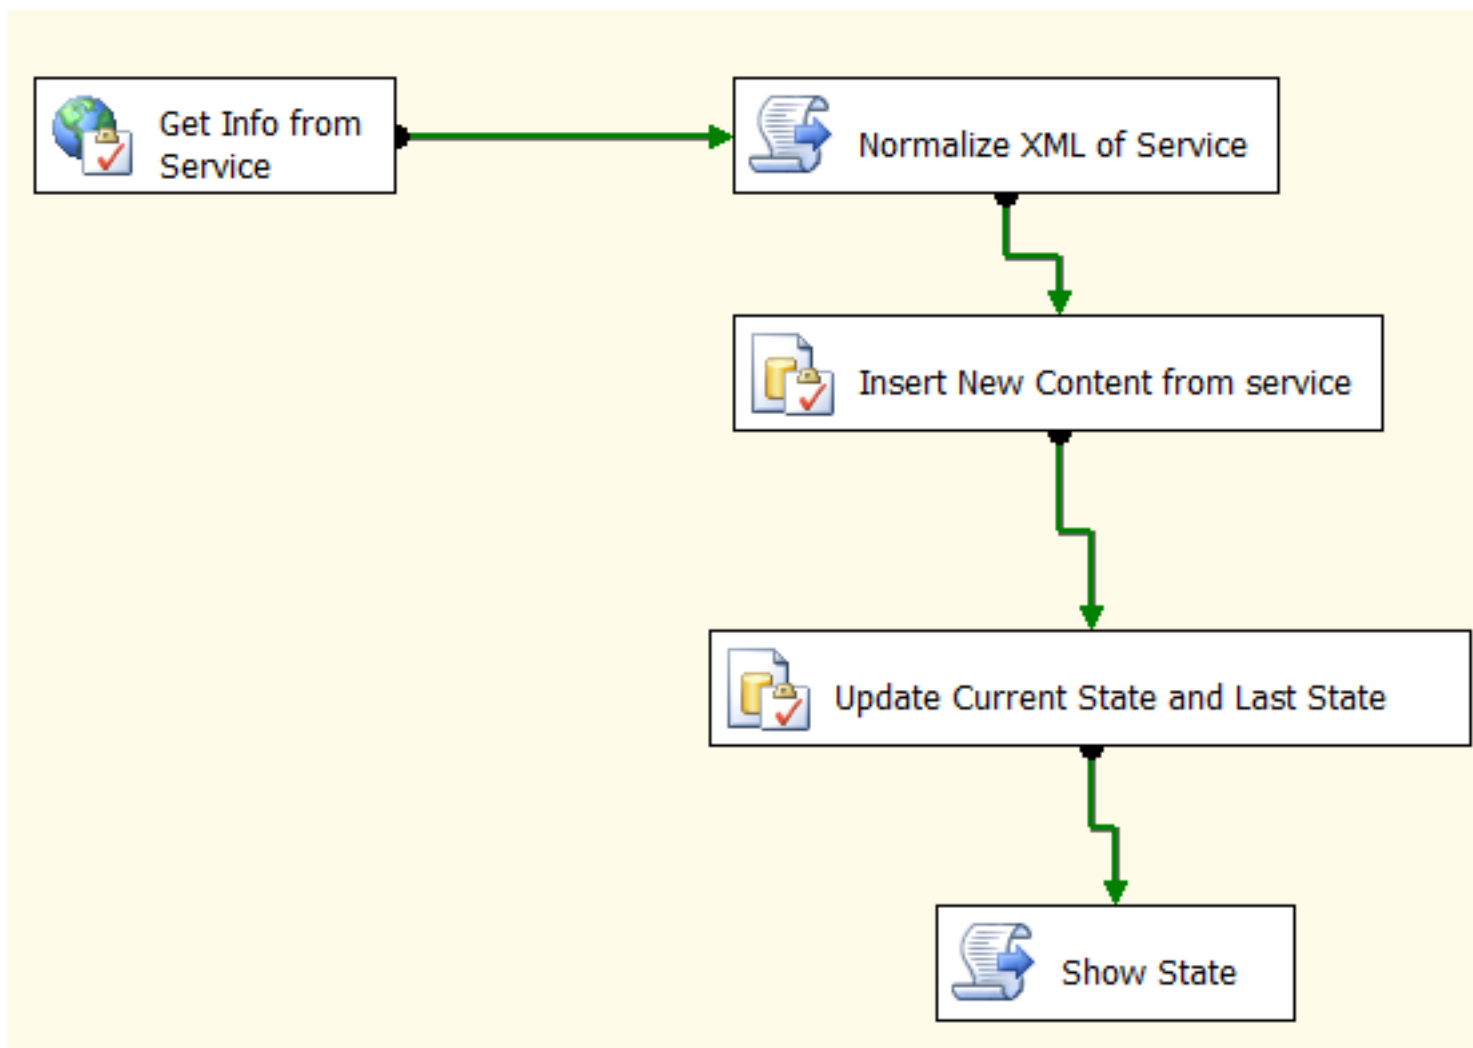 Get Info from
Service
Normalize XML of Service
Insert New Content from service
Update Current State and Last State
Show State